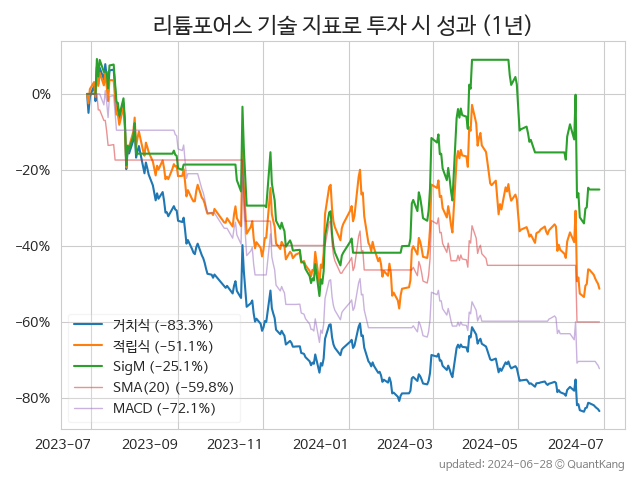 리튬포어스 기술 지표로 투자 시 성과 (1년)
0%
−20%
−40%
−60%
−80%
거치식 (−83.3%)
적립식 (−51.1%)
SigM (−25.1%)
SMA(20) (−59.8%)
MACD (−72.1%)
2023-07 2023-09 2023-11 2024-01 2024-03 2024-05 2024-07
updated: 2024-06-28 © QuantKang